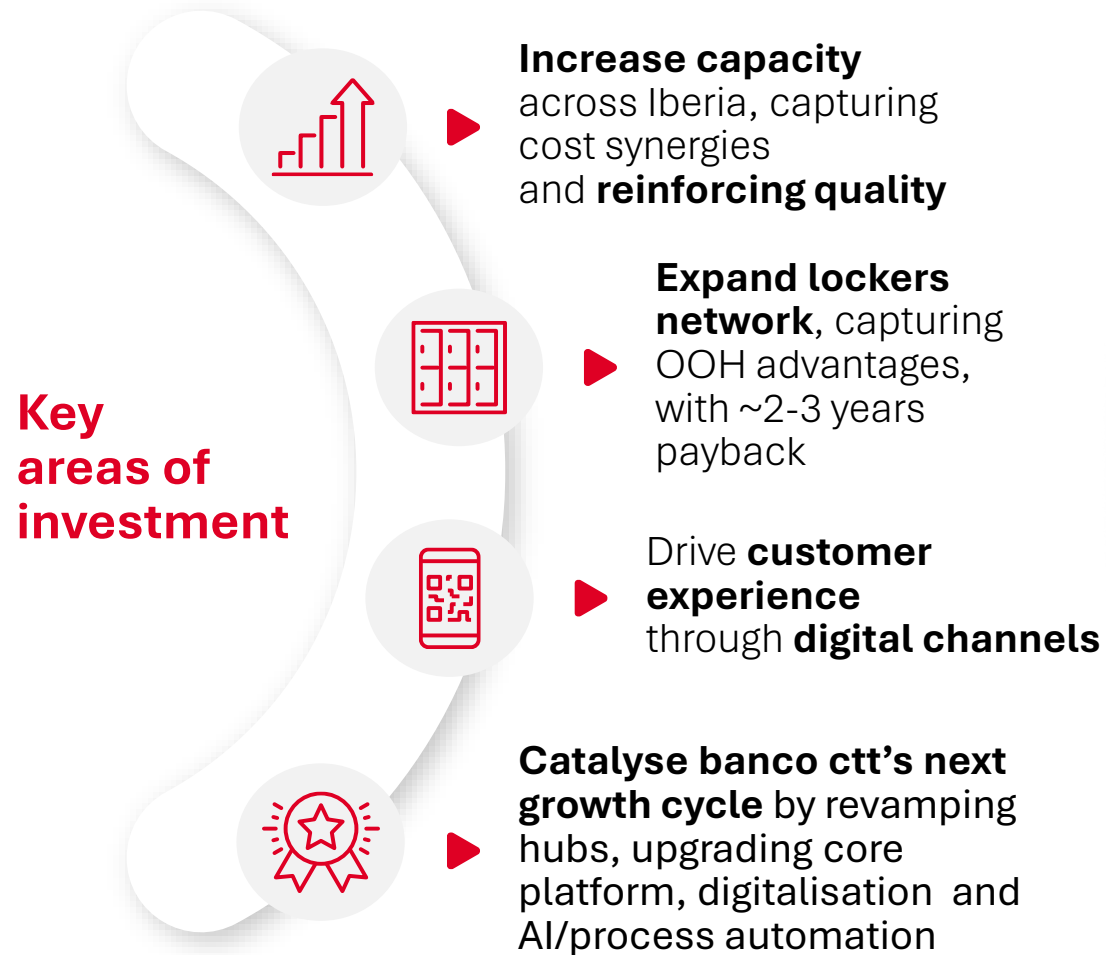 Key
areas of
investment
Increase capacity
across Iberia, capturing
cost synergies
and reinforcing quality
Expand lockers
network, capturing
OOH advantages,
with ~2-3 years
payback
Drive customer
experience
through digital channels
Catalyse banco ctt’s next
growth cycle by revamping
hubs, upgrading core
platform, digitalisation  and
AI/process automation